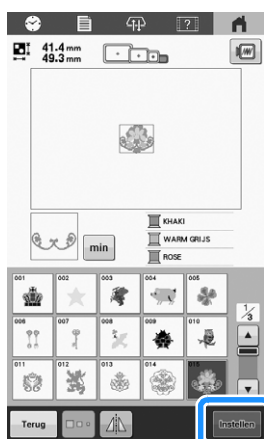 41.4 mm
49.3 mm
KHAKI
WARM GRIJS
ROSE
min
001 002 003 004 005
1/3
006 007 008 009 010
011 012 013 014 015
Terug
Instellen